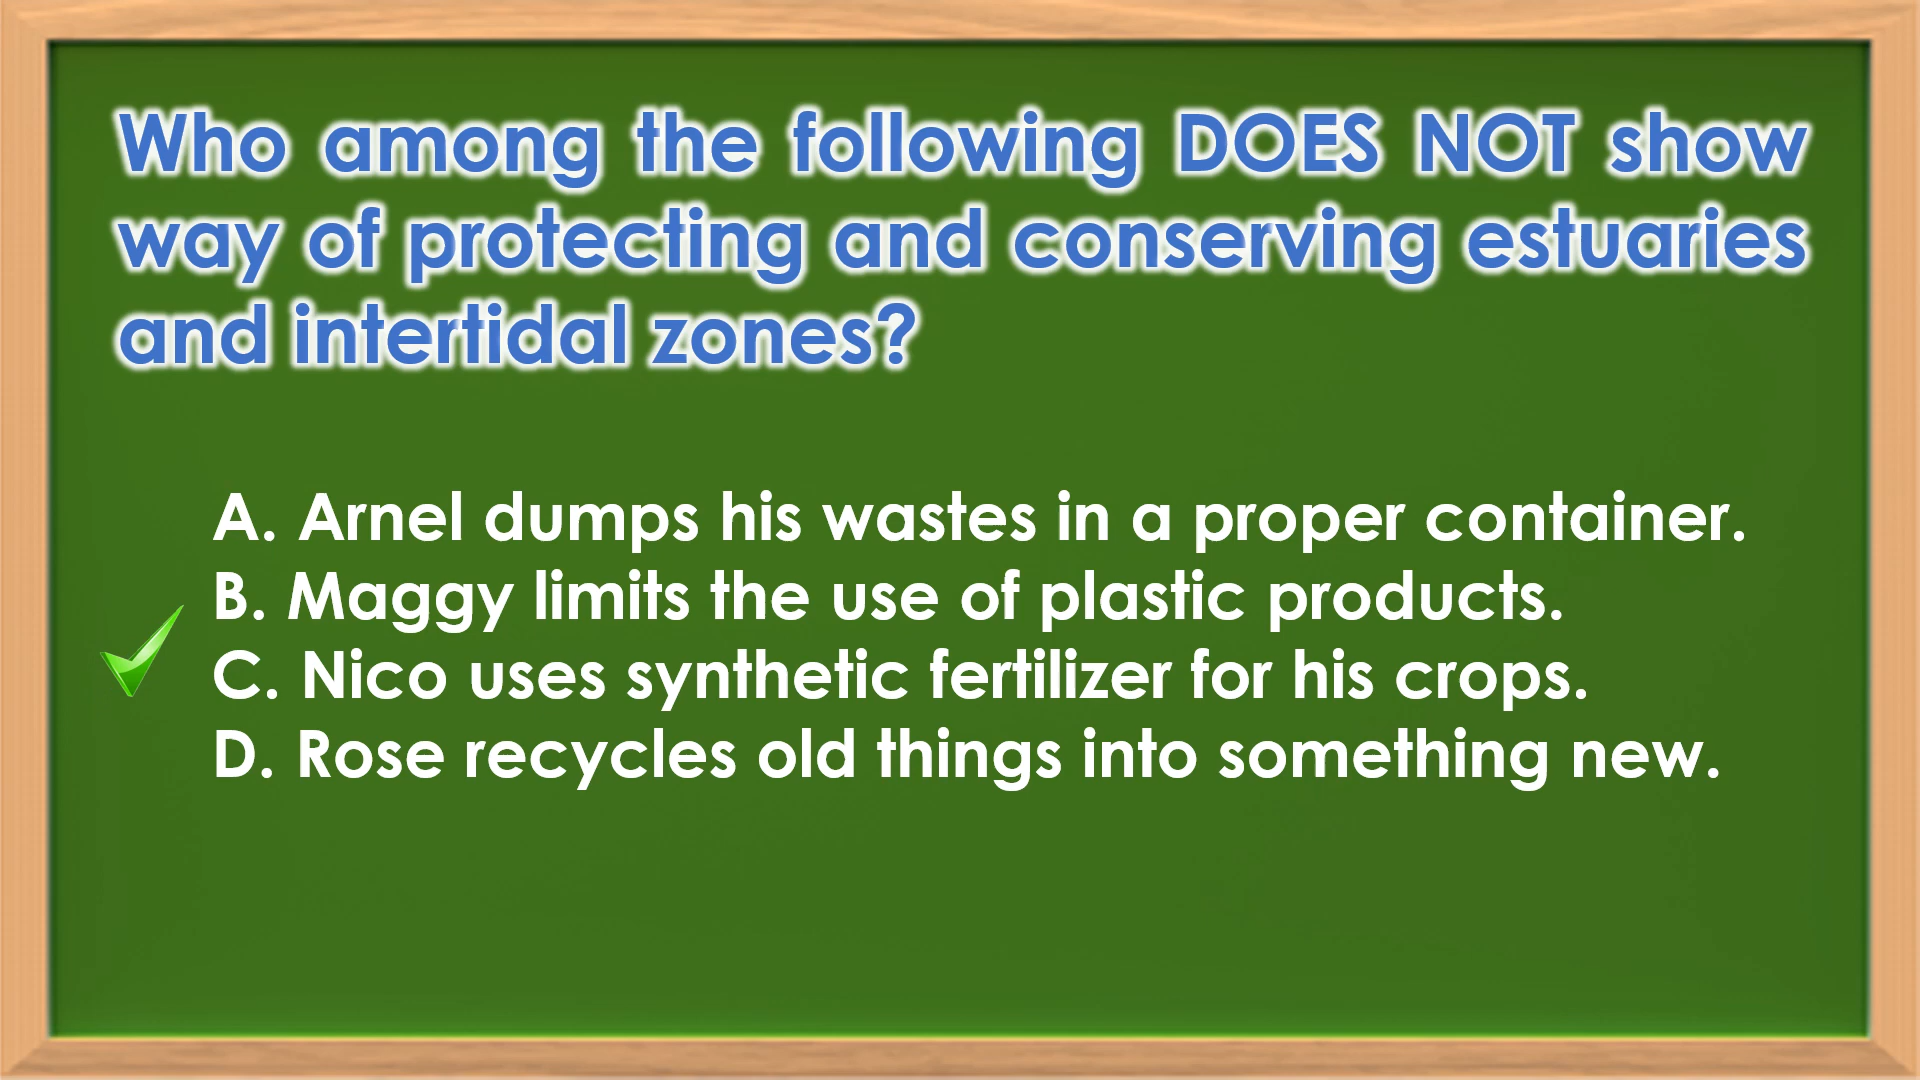 Who among the following DOES NOT show
way of protecting and conserving estuaries
and intertidal zones?
A. Arnel dumps his wastes in a proper container.
B. Maggy limits the use of plastic products.
C. Nico uses synthetic fertilizer for his crops.
D. Rose recycles old things into something new.